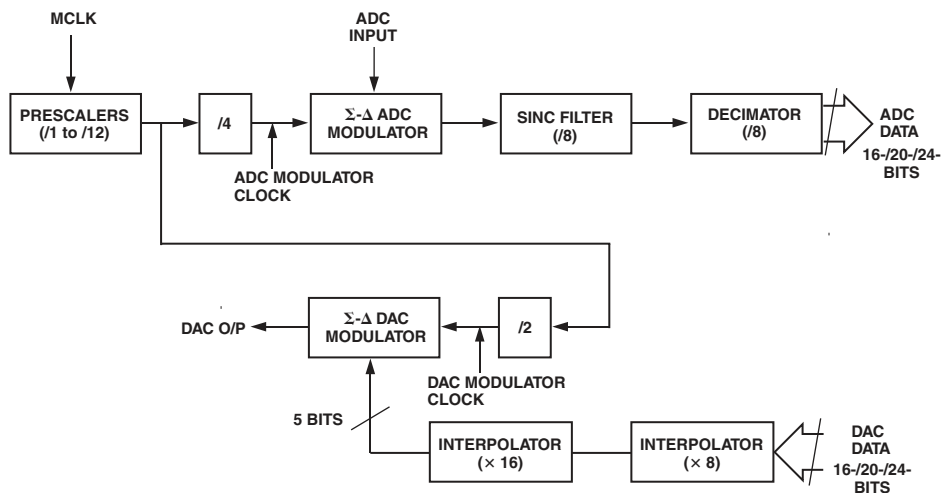 MCLK
ADC
INPUT
PRESCALERS
(/1 to /12)
/4
Σ-Δ ADC
MODULATOR
SINC FILTER
(/8)
DECIMATOR
(/8)
ADC
DATA
16-/20-/24-
BITS
ADC MODULATOR
CLOCK
DAC O/P
Σ-Δ DAC
MODULATOR
/2
DAC MODULATOR
CLOCK
5 BITS
INTERPOLATOR
(× 16)
INTERPOLATOR
(× 8)
DAC
DATA
16-/20-/24-
BITS